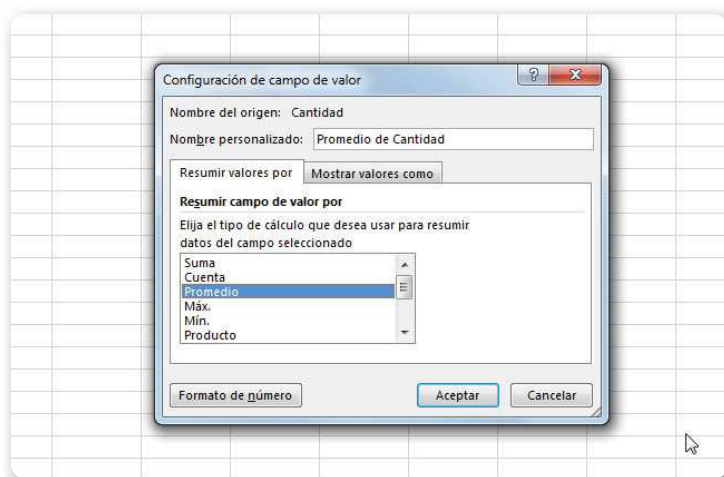 Configuración de campo de valor
Nombre del origen: Cantidad
Nombre personalizado: Promedio de Cantidad
Resumir valores por Mostrar valores como
Resumir campo de valor por
Elija el tipo de cálculo que desea usar para resumir
datos del campo seleccionado
Suma
Cuenta
Promedio
Máx.
Mín.
Producto
Formato de número Aceptar Cancelar